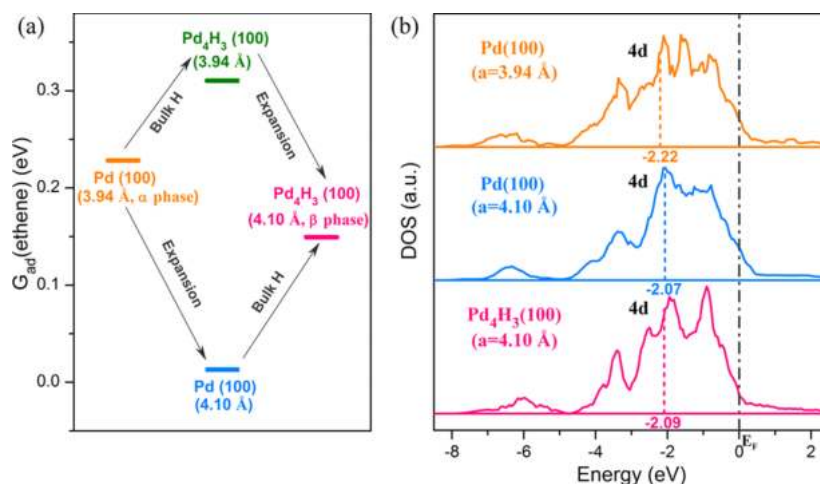 (a)
Pd₄H₃ (100)
(3.94 Å)
Bulk H
Expansion
Pd (100)
(3.94 Å, α phase)
Pd₄H₃ (100)
(4.10 Å, β phase)
Expansion
Bulk H
Pd (100)
(4.10 Å)
G_ad(ethene) (eV)
0.3
0.2
0.1
0.0
(b)
Pd(100)
(a=3.94 Å)
4d
-2.22
Pd(100)
(a=4.10 Å)
4d
-2.07
Pd₄H₃(100)
(a=4.10 Å)
4d
-2.09
E_F
DOS (a.u.)
-8 -6 -4 -2 0 2
Energy (eV)